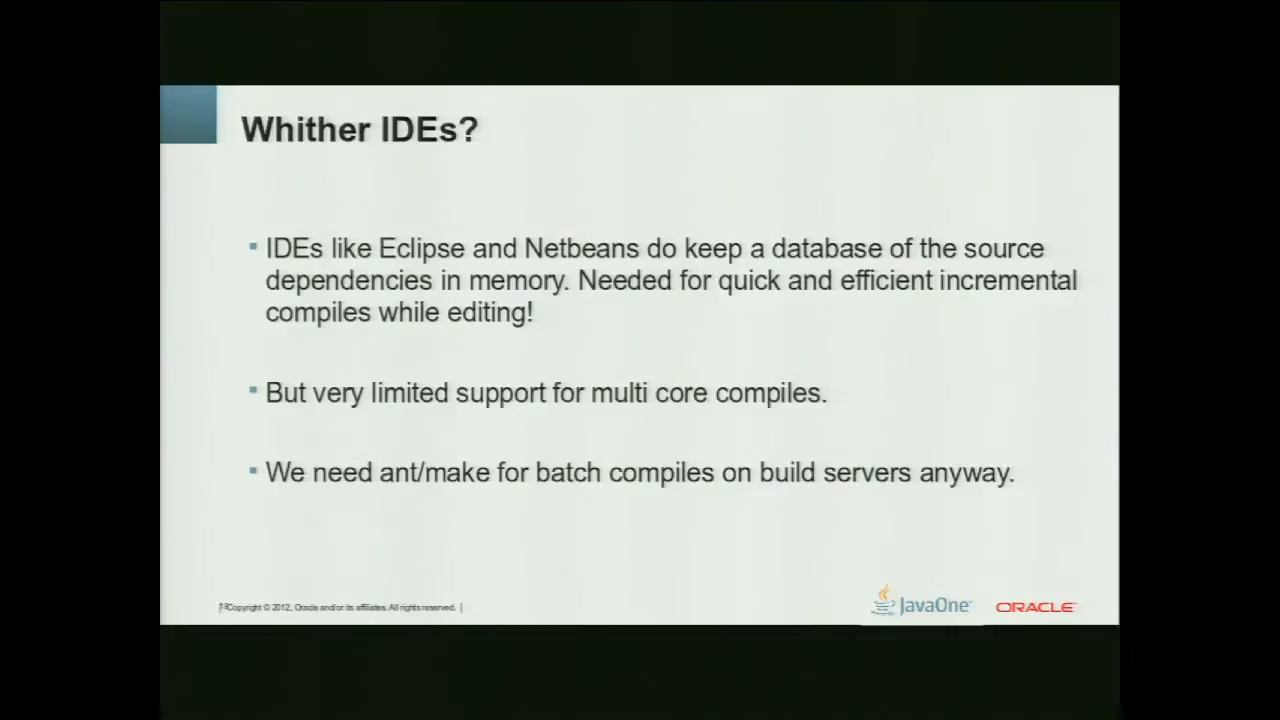 Whither IDEs?
▪ IDEs like Eclipse and Netbeans do keep a database of the source
dependencies in memory. Needed for quick and efficient incremental
compiles while editing!
▪ But very limited support for multi core compiles.
▪ We need ant/make for batch compiles on build servers anyway.
|18Copyright © 2012, Oracle and/or its affiliates. All rights reserved. |
JavaOne™ ORACLE®